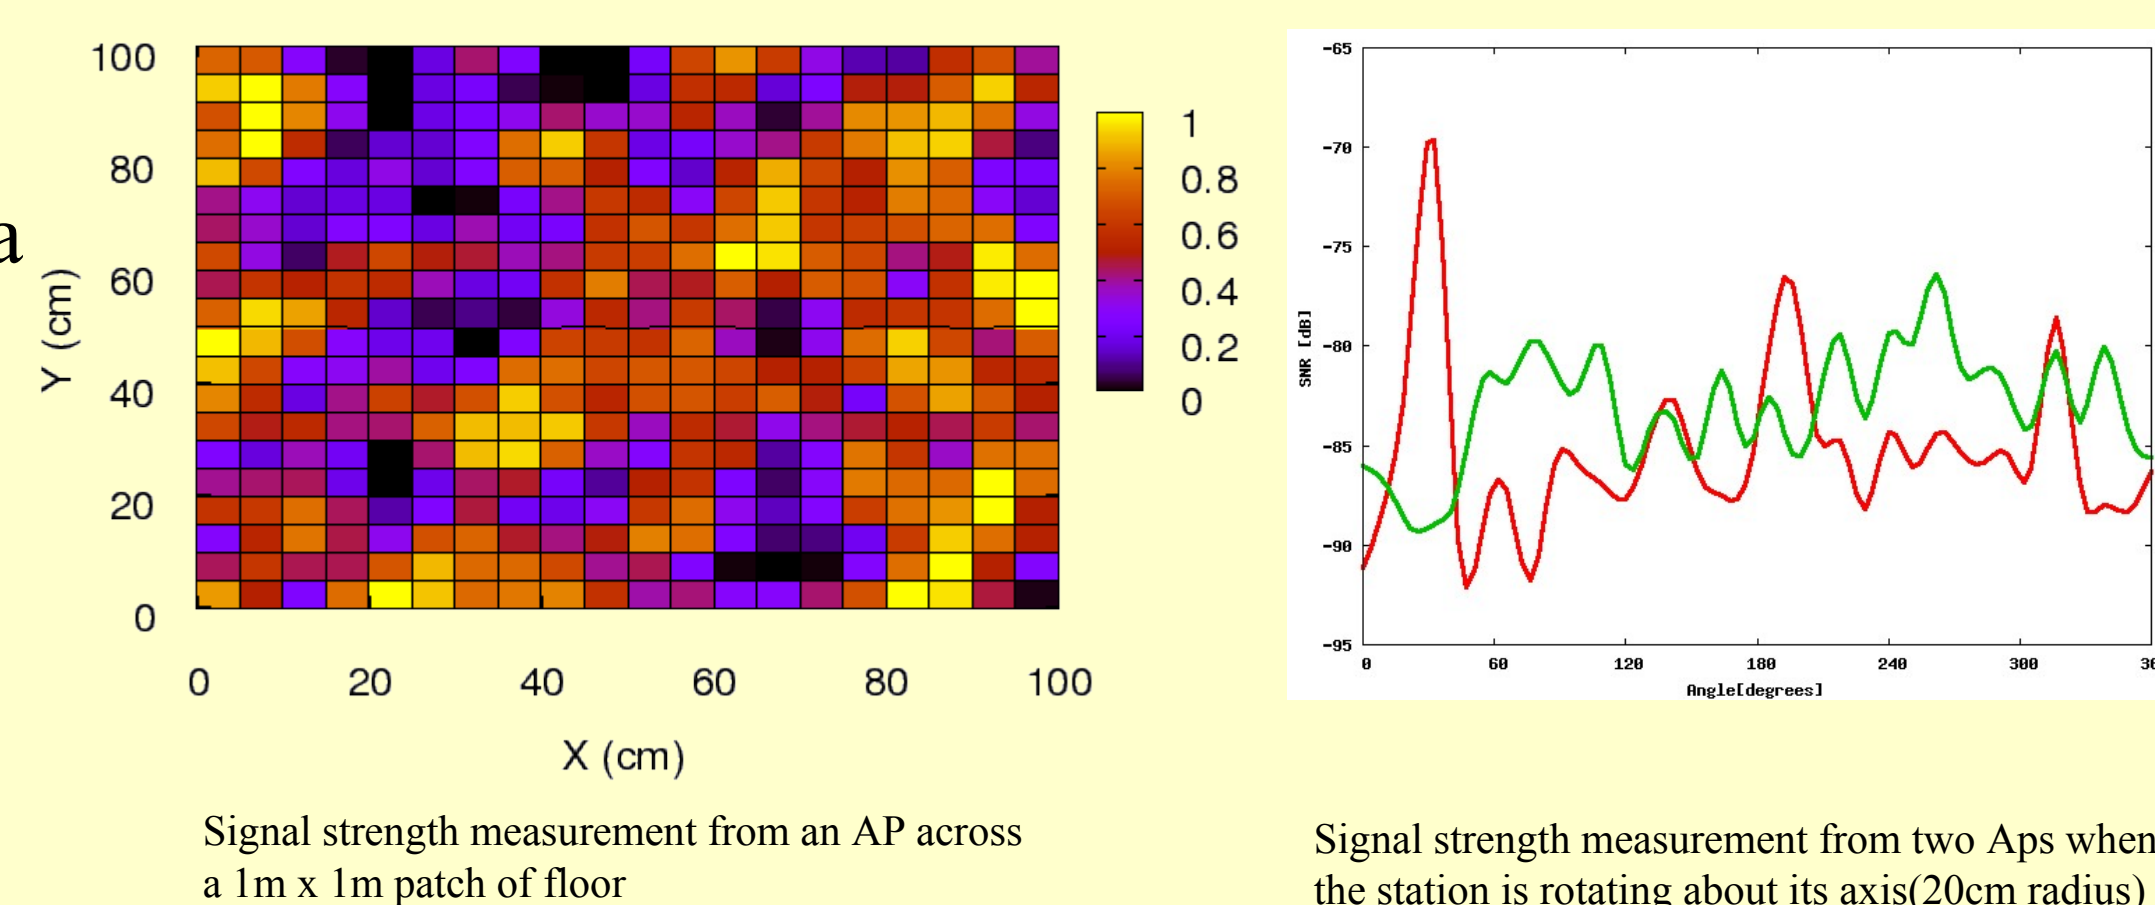 a
100
80
60
40
20
0
Y (cm)
0 20 40 60 80 100
X (cm)
1
0.8
0.6
0.4
0.2
0
Signal strength measurement from an AP across
a 1m x 1m patch of floor
-65
-70
-75
-80
-85
-90
-95
SNR [dB]
0 60 120 180 240 300
Angle[degrees]
Signal strength measurement from two Aps when
the station is rotating about its axis(20cm radius)